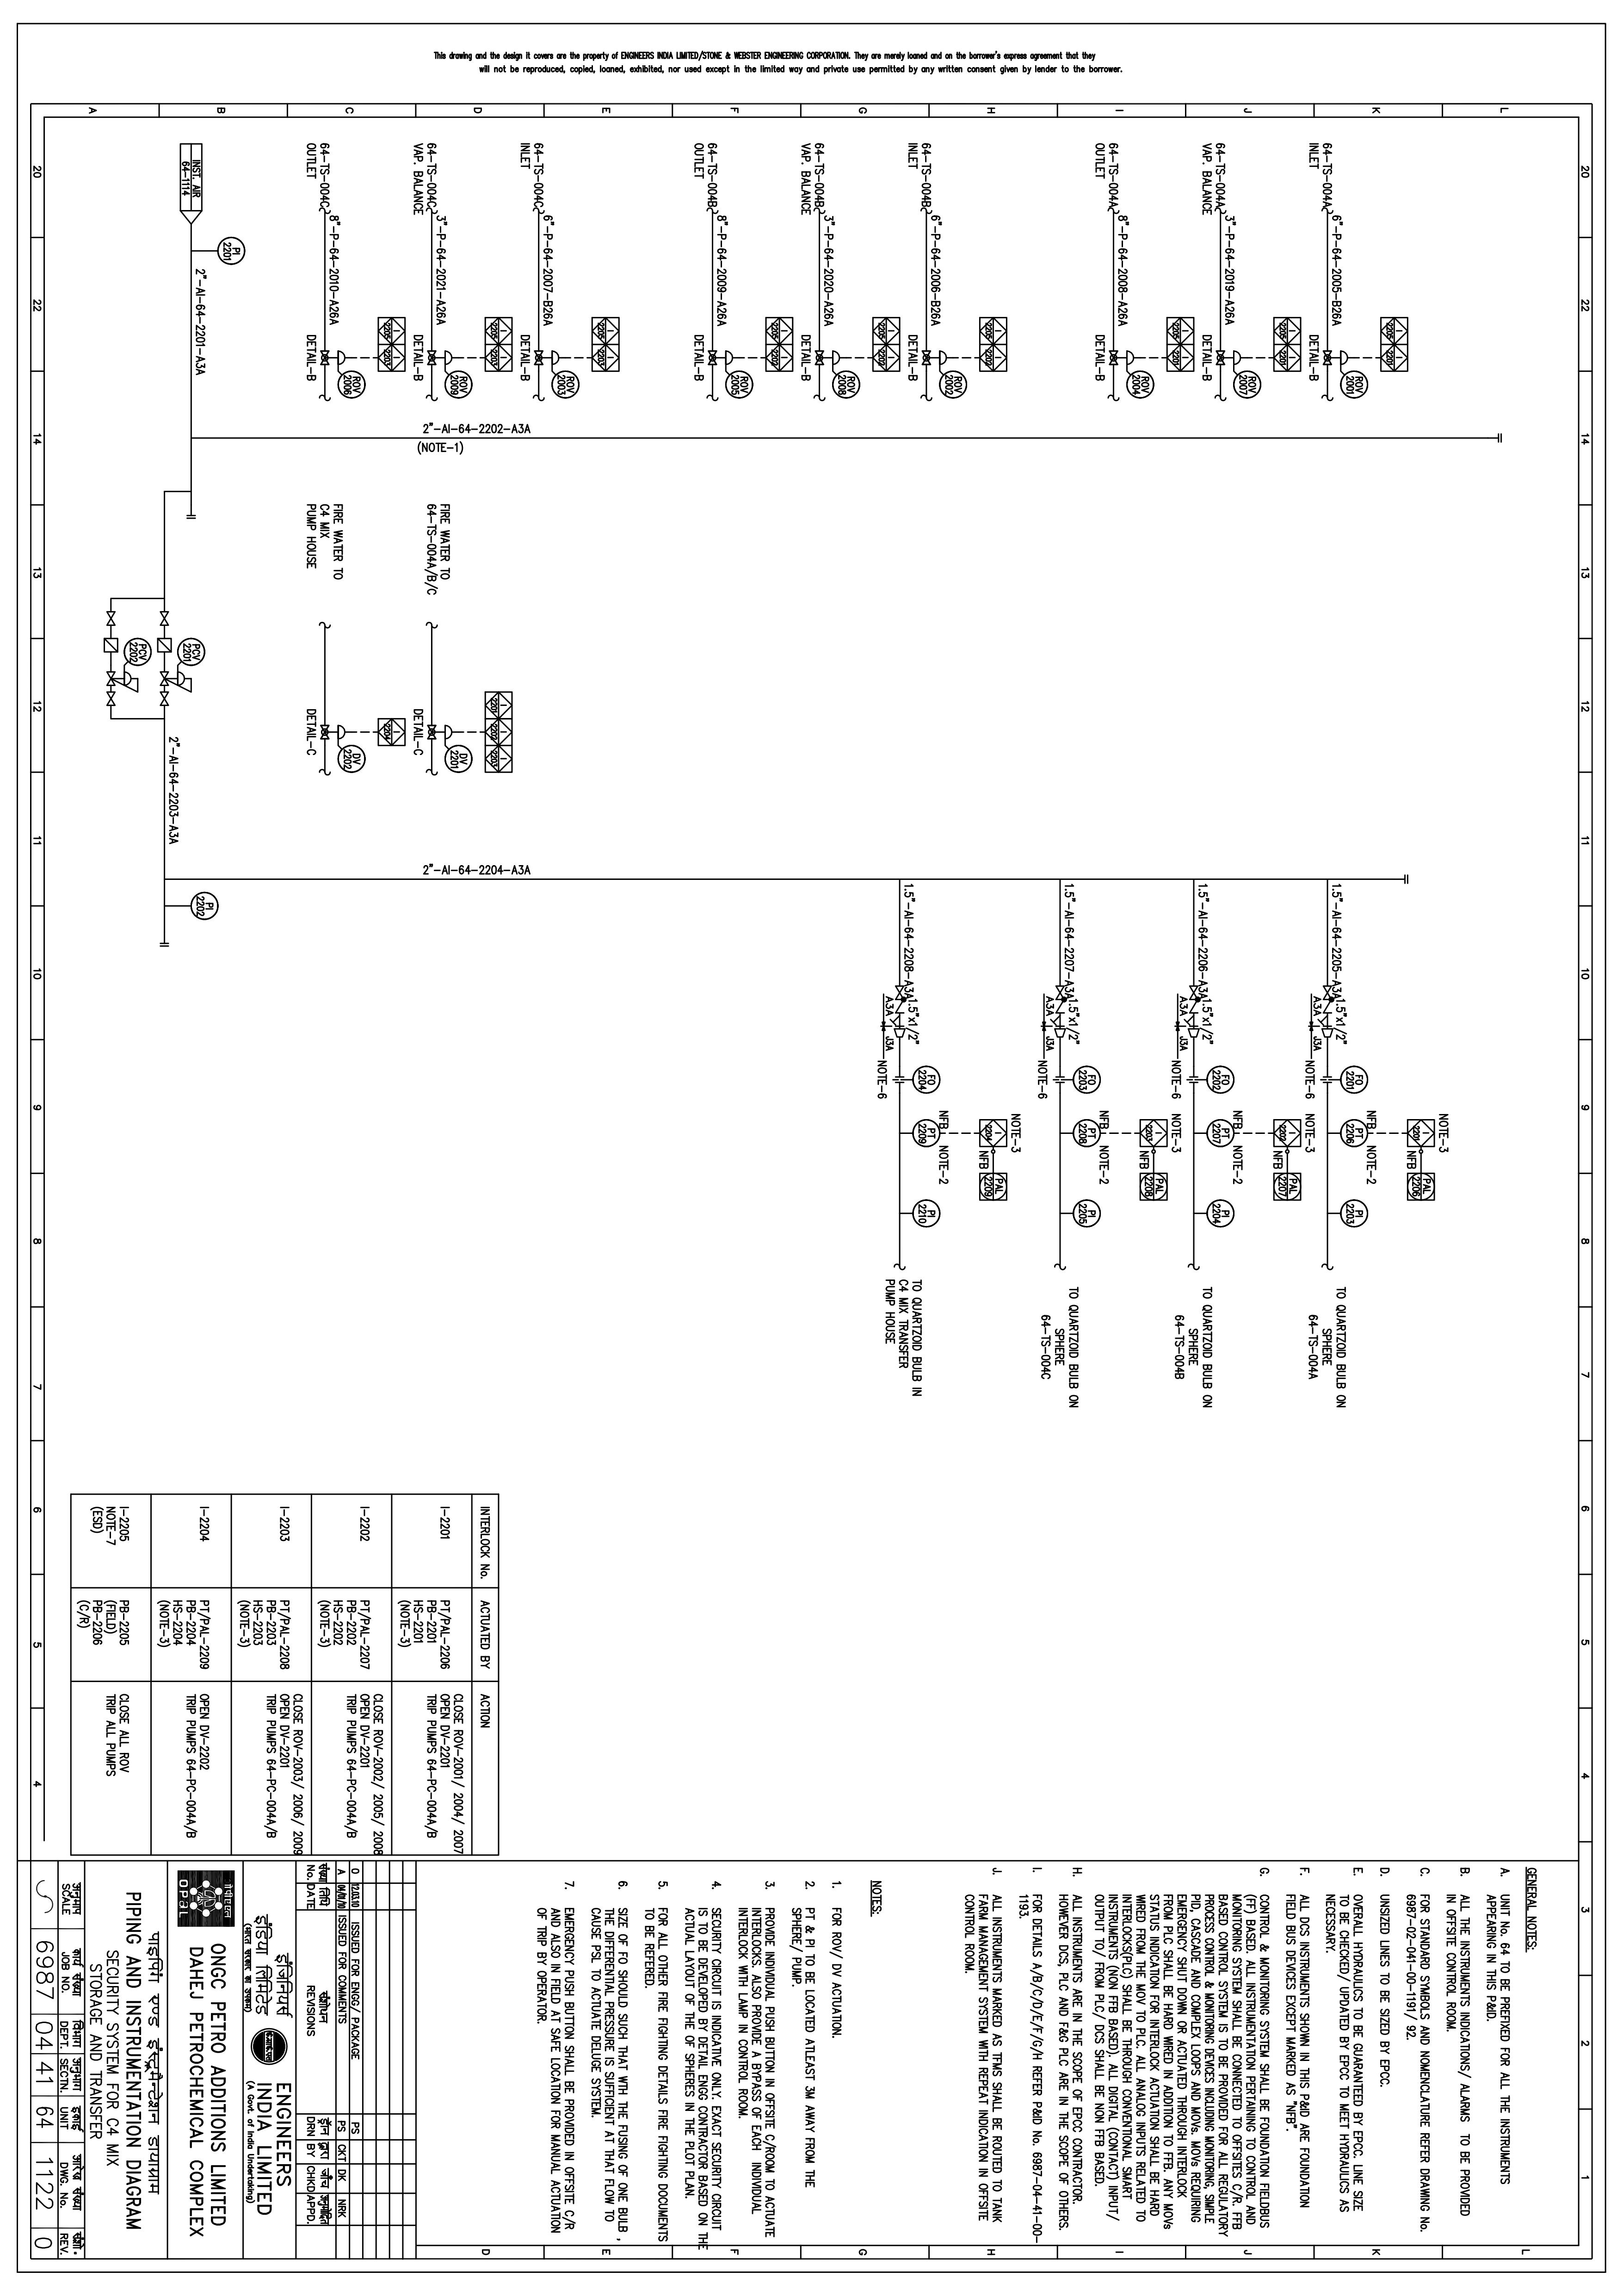 This drawing and the design it covers are the property of ENGINEERS INDIA LIMITED/STONE & WEBSTER ENGINEERING CORPORATION. They are merely loaned and on the borrower's express agreement that they
will not be reproduced, copied, loaned, exhibited, nor used except in the limited way and private use permitted by any written consent given by lender to the borrower.
A B C D E F G H I J K L
20 22 14 13 12 11 10 9 8 7 6 5 4 3 2 1
64-TS-004A
INLET
6"-P-64-2005-B26A
DETAIL-B
ROV
2001
64-TS-004A
VAP. BALANCE
3"-P-64-2019-A26A
DETAIL-B
ROV
2007
64-TS-004A
OUTLET
8"-P-64-2008-A26A
DETAIL-B
ROV
2004
64-TS-004B
INLET
6"-P-64-2006-B26A
DETAIL-B
ROV
2002
64-TS-004B
VAP. BALANCE
3"-P-64-2020-A26A
DETAIL-B
ROV
2008
64-TS-004B
OUTLET
8"-P-64-2009-A26A
DETAIL-B
ROV
2005
64-TS-004C
INLET
6"-P-64-2007-B26A
DETAIL-B
ROV
2003
64-TS-004C
VAP. BALANCE
3"-P-64-2021-A26A
DETAIL-B
ROV
2009
64-TS-004C
OUTLET
8"-P-64-2010-A26A
DETAIL-B
ROV
2006
INST. AIR
64-1114
PI
2201
2"-AI-64-2201-A3A
2"-AI-64-2202-A3A
(NOTE-1)
FIRE WATER TO
64-TS-004A/B/C
I 2201 I 2202 I 2203
DV
2201
DETAIL-C
FIRE WATER TO
C4 MIX
PUMP HOUSE
I 2204
DV
2202
DETAIL-C
PCV
2201
PCV
2202
2"-AI-64-2203-A3A
PI
2202
2"-AI-64-2204-A3A
1.5"-AI-64-2205-A3A
1.5"x1/2"
A3A J3A
NOTE-6
FO
2201
NFB
PT
2206
NOTE-2
NOTE-3
I 2201
NFB
PAL
2206
PI
2203
TO QUARTZOID BULB ON
SPHERE
64-TS-004A
1.5"-AI-64-2206-A3A
1.5"x1/2"
A3A J3A
NOTE-6
FO
2202
NFB
PT
2207
NOTE-2
NOTE-3
I 2202
NFB
PAL
2207
PI
2204
TO QUARTZOID BULB ON
SPHERE
64-TS-004B
1.5"-AI-64-2207-A3A
1.5"x1/2"
A3A J3A
NOTE-6
FO
2203
NFB
PT
2208
NOTE-2
NOTE-3
I 2203
NFB
PAL
2208
PI
2205
TO QUARTZOID BULB ON
SPHERE
64-TS-004C
1.5"-AI-64-2208-A3A
1.5"x1/2"
A3A J3A
NOTE-6
FO
2204
NFB
PT
2209
NOTE-2
NOTE-3
I 2204
NFB
PAL
2209
PI
2210
TO QUARTZOID BULB IN
C4 MIX TRANSFER
PUMP HOUSE
INTERLOCK No. ACTUATED BY ACTION
I-2201
PT/PAL-2206
PB-2201
HS-2201
(NOTE-3)
CLOSE ROV-2001/ 2004/ 2007
OPEN DV-2201
TRIP PUMPS 64-PC-004A/B
I-2202
PT/PAL-2207
PB-2202
HS-2202
(NOTE-3)
CLOSE ROV-2002/ 2005/ 2008
OPEN DV-2201
TRIP PUMPS 64-PC-004A/B
I-2203
PT/PAL-2208
PB-2203
HS-2203
(NOTE-3)
CLOSE ROV-2003/ 2006/ 2009
OPEN DV-2201
TRIP PUMPS 64-PC-004A/B
I-2204
PT/PAL-2209
PB-2204
HS-2204
(NOTE-3)
OPEN DV-2202
TRIP PUMPS 64-PC-004A/B
I-2205
NOTE-7
(ESD)
PB-2205
(FIELD)
PB-2206
(C/R)
CLOSE ALL ROV
TRIP ALL PUMPS
GENERAL NOTES:
A. UNIT No. 64 TO BE PREFIXED FOR ALL THE INSTRUMENTS
APPEARING IN THIS P&ID.
B. ALL THE INSTRUMENTS INDICATIONS/ ALARMS TO BE PROVIDED
IN OFFSITE CONTROL ROOM.
C. FOR STANDARD SYMBOLS AND NOMENCLATURE REFER DRAWING No.
6987-02-041-00-1191/ 92.
D. UNSIZED LINES TO BE SIZED BY EPCC.
E. OVERALL HYDRAULICS TO BE GUARANTEED BY EPCC. LINE SIZE
TO BE CHECKED/ UPDATED BY EPCC TO MEET HYDRAULICS AS
NECESSARY.
F. ALL DCS INSTRUMENTS SHOWN IN THIS P&ID ARE FOUNDATION
FIELD BUS DEVICES EXCEPT MARKED AS "NFB".
G. CONTROL & MONITORING SYSTEM SHALL BE FOUNDATION FIELDBUS
(FF) BASED. ALL INSTRUMENTATION PERTAINING TO CONTROL AND
MONITORING SYSTEM SHALL BE CONNECTED TO OFFSITES C/R. FFB
BASED CONTROL SYSTEM IS TO BE PROVIDED FOR ALL REGULATORY
PROCESS CONTROL & MONITORING DEVICES INCLUDING MONITORING, SIMPLE
PID, CASCADE AND COMPLEX LOOPS AND MOVs. MOVs REQUIRING
EMERGENCY SHUT DOWN OR ACTUATED THROUGH INTERLOCK
FROM PLC SHALL BE HARD WIRED IN ADDITION TO FFB. ANY MOVs
STATUS INDICATION FOR INTERLOCK ACTUATION SHALL BE HARD
WIRED FROM THE MOV TO PLC. ALL ANALOG INPUTS RELATED TO
INTERLOCKS(PLC) SHALL BE THROUGH CONVENTIONAL SMART
INSTRUMENTS (NON FFB BASED). ALL DIGITAL (CONTACT) INPUT/
OUTPUT TO/ FROM PLC/ DCS SHALL BE NON FFB BASED.
H. ALL INSTRUMENTS ARE IN THE SCOPE OF EPCC CONTRACTOR.
HOWEVER DCS, PLC AND F&G PLC ARE IN THE SCOPE OF OTHERS.
I. FOR DETAILS A/B/C/D/E/F/G/H REFER P&ID No. 6987-04-41-00-
1193.
J. ALL INSTRUMENTS MARKED AS TFMS SHALL BE ROUTED TO TANK
FARM MANAGEMENT SYSTEM WITH REPEAT INDICATION IN OFFSITE
CONTROL ROOM.
NOTES:
1. FOR ROV/ DV ACTUATION.
2. PT & PI TO BE LOCATED ATLEAST 3M AWAY FROM THE
SPHERE/ PUMP.
3. PROVIDE INDIVIDUAL PUSH BUTTON IN OFFSITE C/ROOM TO ACTUATE
INTERLOCKS. ALSO PROVIDE A BYPASS OF EACH INDIVIDUAL
INTERLOCK WITH LAMP IN CONTROL ROOM.
4. SECURITY CIRCUIT IS INDICATIVE ONLY. EXACT SECURITY CIRCUIT
IS TO BE DEVELOPED BY DETAIL ENGG CONTRACTOR BASED ON THE
ACTUAL LAYOUT OF THE OF SPHERES IN THE PLOT PLAN.
5. FOR ALL OTHER FIRE FIGHTING DETAILS FIRE FIGHTING DOCUMENTS
TO BE REFERED.
6. SIZE OF FO SHOULD SUCH THAT WITH THE FUSING OF ONE BULB ,
THE DIFFERENTIAL PRESSURE IS SUFFICIENT AT THAT FLOW TO
CAUSE PSL TO ACTUATE DELUGE SYSTEM.
7. EMERGENCY PUSH BUTTON SHALL BE PROVIDED IN OFFSITE C/R
AND ALSO IN FIELD AT SAFE LOCATION FOR MANUAL ACTUATION
OF TRIP BY OPERATOR.
0 12.03.10 ISSUED FOR ENGG/ PACKAGE PS CKT DK NRK
A 04/01/10 ISSUED FOR COMMENTS PS
No. DATE REVISIONS DRN BY CHKD APPD.
इंजिनियर्स
इंडिया लिमिटेड
(भारत सरकार का उपक्रम)
ENGINEERS
INDIA LIMITED
(A Govt. of India Undertaking)
OPaL
ONGC PETRO ADDITIONS LIMITED
DAHEJ PETROCHEMICAL COMPLEX
पाइपिंग एण्ड इंस्ट्रूमैन्टेशन डायाग्राम
PIPING AND INSTRUMENTATION DIAGRAM
SECURITY SYSTEM FOR C4 MIX
STORAGE AND TRANSFER
अनुमाप कार्य संख्या विभाग अनुभाग इकाई आरेख संख्या संशो.
SCALE JOB NO. DEPT. SECTN. UNIT DWG. No. REV.
6987 04 41 64 1122 0